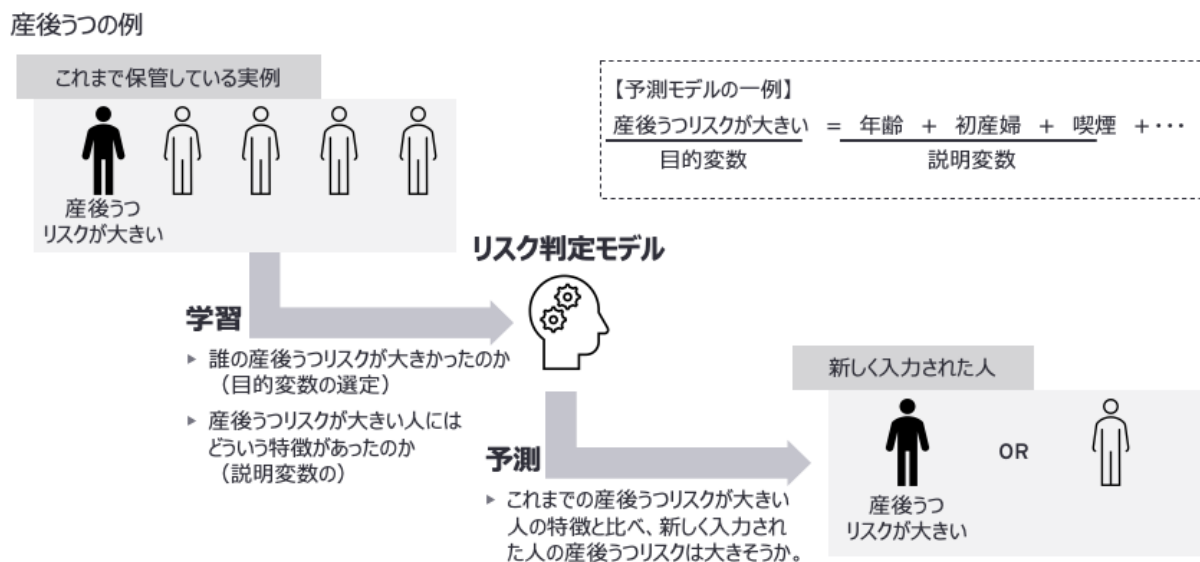 産後うつの例
これまで保管している実例
産後うつ
リスクが大きい
【予測モデルの一例】
産後うつリスクが大きい = 年齢 + 初産婦 + 喫煙 +・・・
目的変数 説明変数
リスク判定モデル
学習
▶ 誰の産後うつリスクが大きかったのか
（目的変数の選定）
▶ 産後うつリスクが大きい人には
どういう特徴があったのか
（説明変数の）
予測
▶ これまでの産後うつリスクが大きい
人の特徴と比べ、新しく入力され
た人の産後うつリスクは大きそうか。
新しく入力された人
OR
産後うつ
リスクが大きい